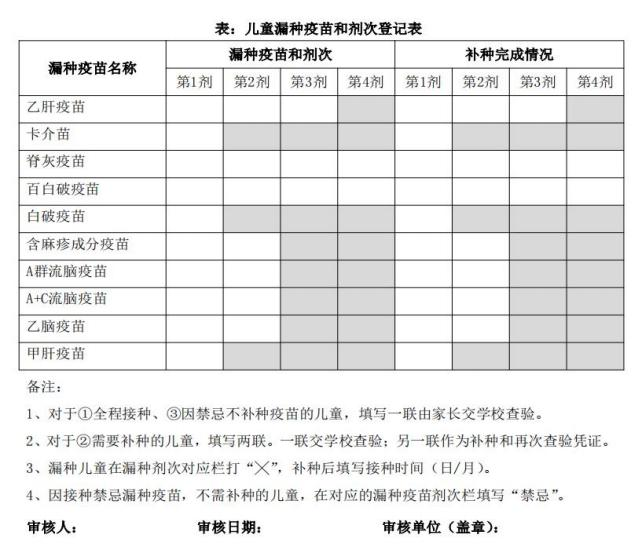 表：儿童漏种疫苗和剂次登记表
漏种疫苗名称 漏种疫苗和剂次 补种完成情况
第1剂 第2剂 第3剂 第4剂 第1剂 第2剂 第3剂 第4剂
乙肝疫苗
卡介苗
脊灰疫苗
百白破疫苗
白破疫苗
含麻疹成分疫苗
A群流脑疫苗
A+C流脑疫苗
乙脑疫苗
甲肝疫苗
备注：
1、对于①全程接种、③因禁忌不补种疫苗的儿童，填写一联由家长交学校查验。
2、对于②需要补种的儿童，填写两联。一联交学校查验；另一联作为补种和再次查验凭证。
3、漏种儿童在漏种剂次对应栏打“╳”，补种后填写接种时间（日/月）。
4、因接种禁忌漏种疫苗，不需补种的儿童，在对应的漏种疫苗剂次栏填写“禁忌”。
审核人： 审核日期： 审核单位（盖章）：